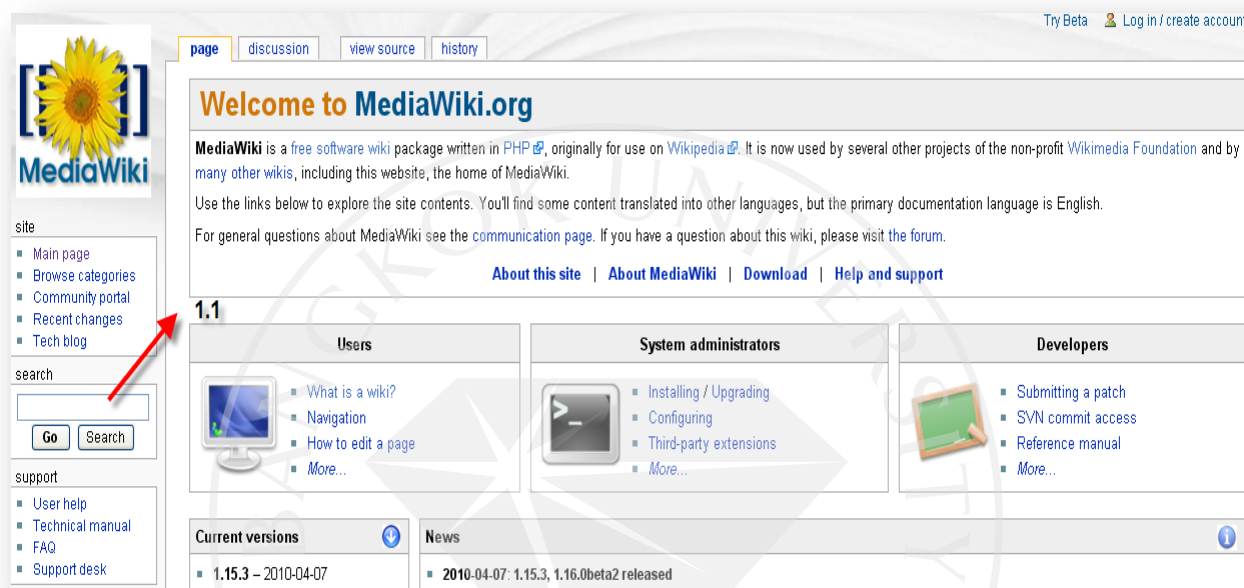 Try Beta Log in / create account
page discussion view source history
MediaWiki
Welcome to MediaWiki.org
MediaWiki is a free software wiki package written in PHP, originally for use on Wikipedia. It is now used by several other projects of the non-profit Wikimedia Foundation and by
many other wikis, including this website, the home of MediaWiki.
Use the links below to explore the site contents. You'll find some content translated into other languages, but the primary documentation language is English.
For general questions about MediaWiki see the communication page. If you have a question about this wiki, please visit the forum.
About this site | About MediaWiki | Download | Help and support
site
Main page
Browse categories
Community portal
Recent changes
Tech blog
search
Go Search
support
User help
Technical manual
FAQ
Support desk
1.1
Users
What is a wiki?
Navigation
How to edit a page
More...
System administrators
Installing / Upgrading
Configuring
Third-party extensions
More...
Developers
Submitting a patch
SVN commit access
Reference manual
More...
Current versions
1.15.3 – 2010-04-07
News
2010-04-07: 1.15.3, 1.16.0beta2 released
BANGKOK UNIVERSITY